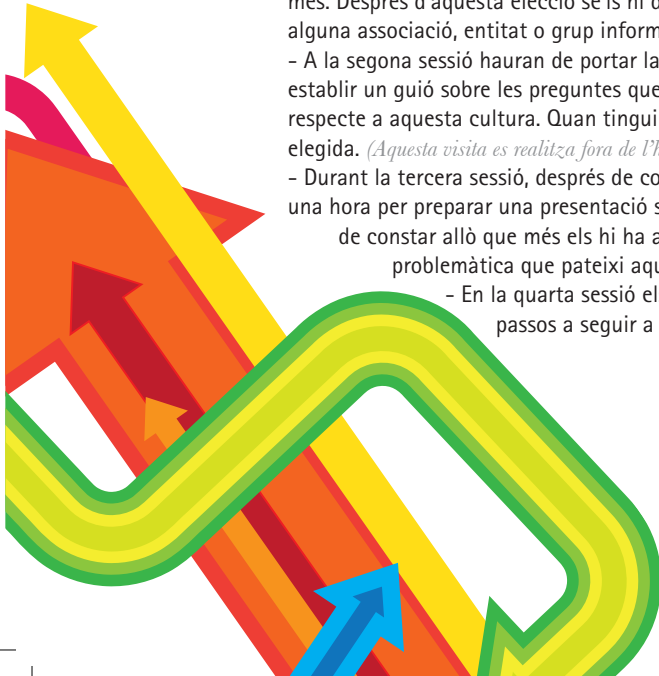 més. Després d'aquesta elecció se'ls hi d
alguna associació, entitat o grup inform
- A la segona sessió hauran de portar la
establir un guió sobre les preguntes que
respecte a aquesta cultura. Quan tingui
elegida. (Aquesta visita es realitza fora de l'h
- Durant la tercera sessió, després de co
una hora per preparar una presentació s
de constar allò que més els hi ha a
problemàtica que pateixi aqu
- En la quarta sessió el
passos a seguir a